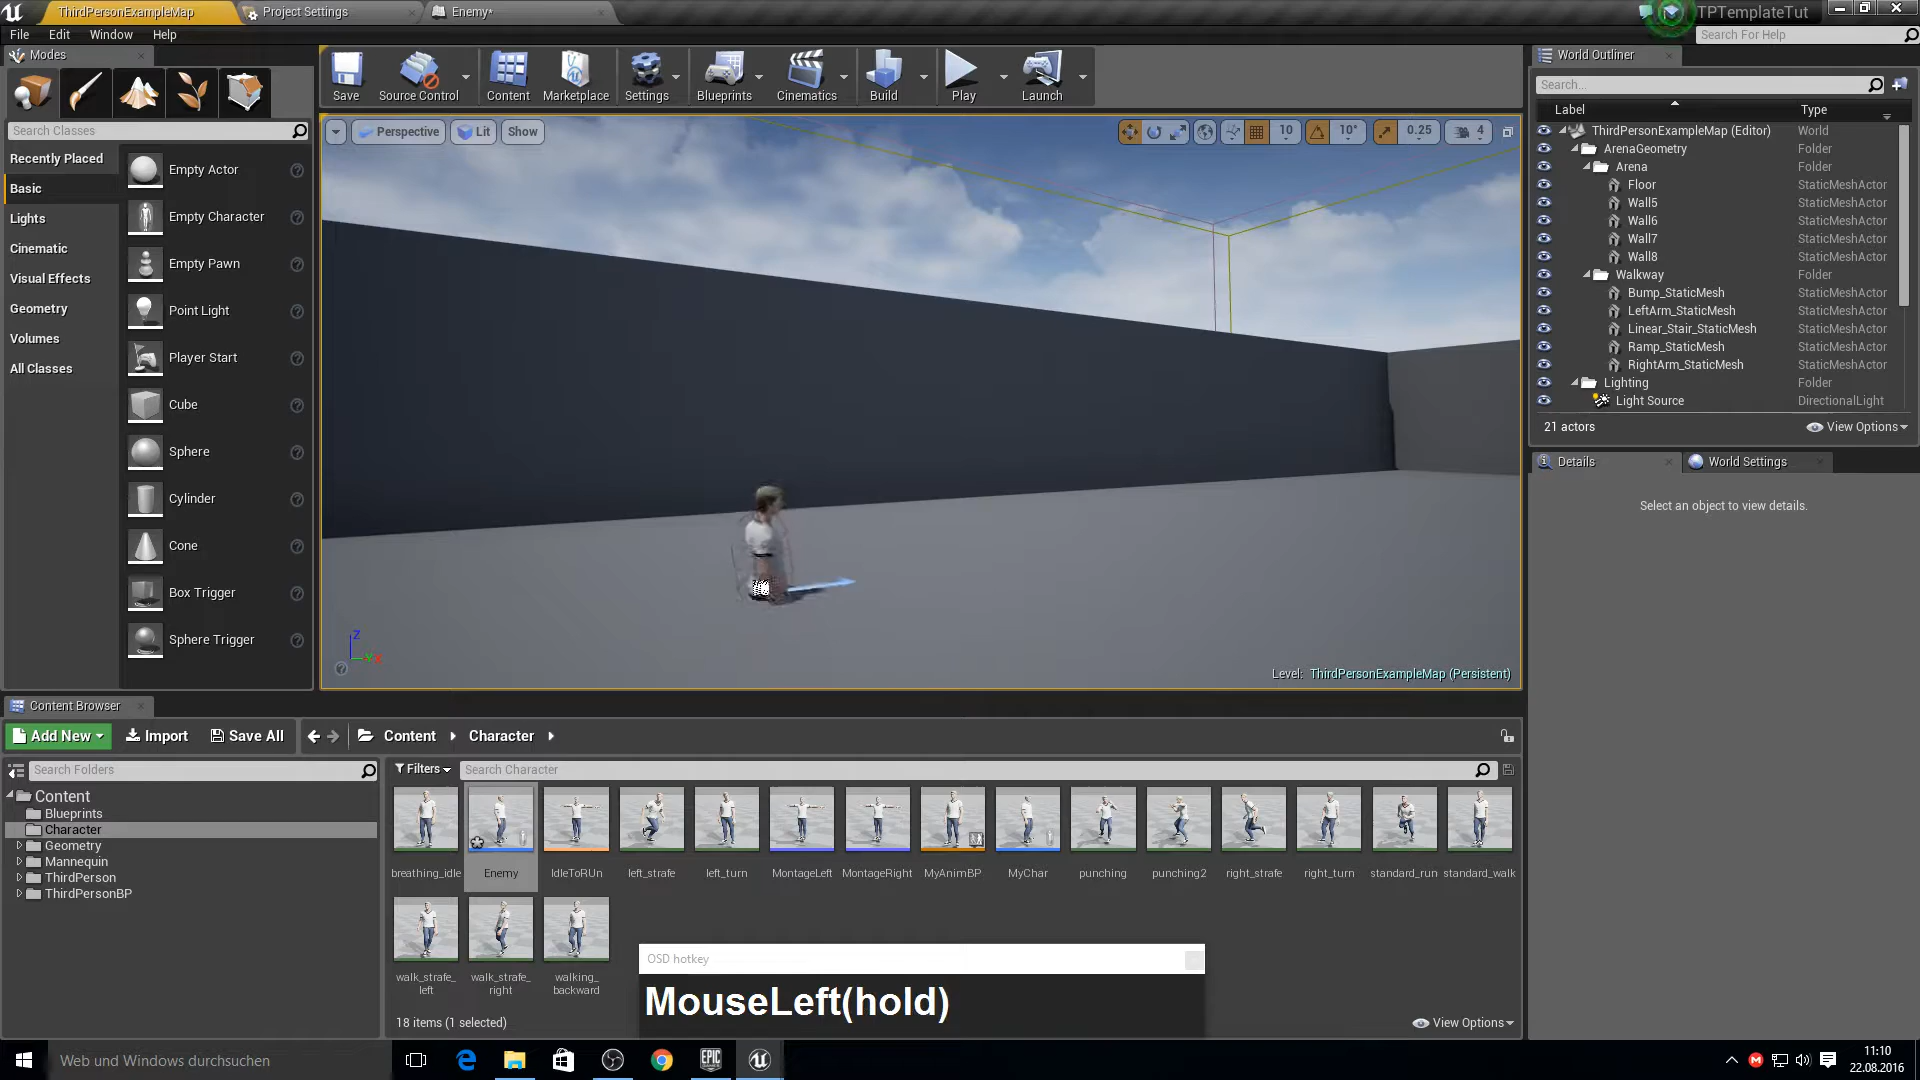 ThirdPersonExampleMap
Project Settings
Enemy*
TPTemplateTut
File
Edit
Window
Help
Search For Help
Modes
Search Classes
Recently Placed
Basic
Lights
Cinematic
Visual Effects
Geometry
Volumes
All Classes
Empty Actor
Empty Character
Empty Pawn
Point Light
Player Start
Cube
Sphere
Cylinder
Cone
Box Trigger
Sphere Trigger
Save
Source Control
Content
Marketplace
Settings
Blueprints
Cinematics
Build
Play
Launch
Perspective
Lit
Show
10
10°
0.25
4
Z
Level: ThirdPersonExampleMap (Persistent)
World Outliner
Search...
Label
Type
ThirdPersonExampleMap (Editor) World
ArenaGeometry Folder
Arena Folder
Floor StaticMeshActor
Wall5 StaticMeshActor
Wall6 StaticMeshActor
Wall7 StaticMeshActor
Wall8 StaticMeshActor
Walkway Folder
Bump_StaticMesh StaticMeshActor
LeftArm_StaticMesh StaticMeshActor
Linear_Stair_StaticMesh StaticMeshActor
Ramp_StaticMesh StaticMeshActor
RightArm_StaticMesh StaticMeshActor
Lighting Folder
Light Source DirectionalLight
21 actors
View Options
Details
World Settings
Select an object to view details.
Content Browser
Add New
Import
Save All
Content
Character
Search Folders
Content
Blueprints
Character
Geometry
Mannequin
ThirdPerson
ThirdPersonBP
Filters
Search Character
breathing_idle
Enemy
IdleToRUn
left_strafe
left_turn
MontageLeft
MontageRight
MyAnimBP
MyChar
punching
punching2
right_strafe
right_turn
standard_run
standard_walk
walk_strafe_
left
walk_strafe_
right
walking_
backward
18 items (1 selected)
View Options
OSD hotkey
MouseLeft(hold)
Web und Windows durchsuchen
EPIC
11:10
22.08.2016